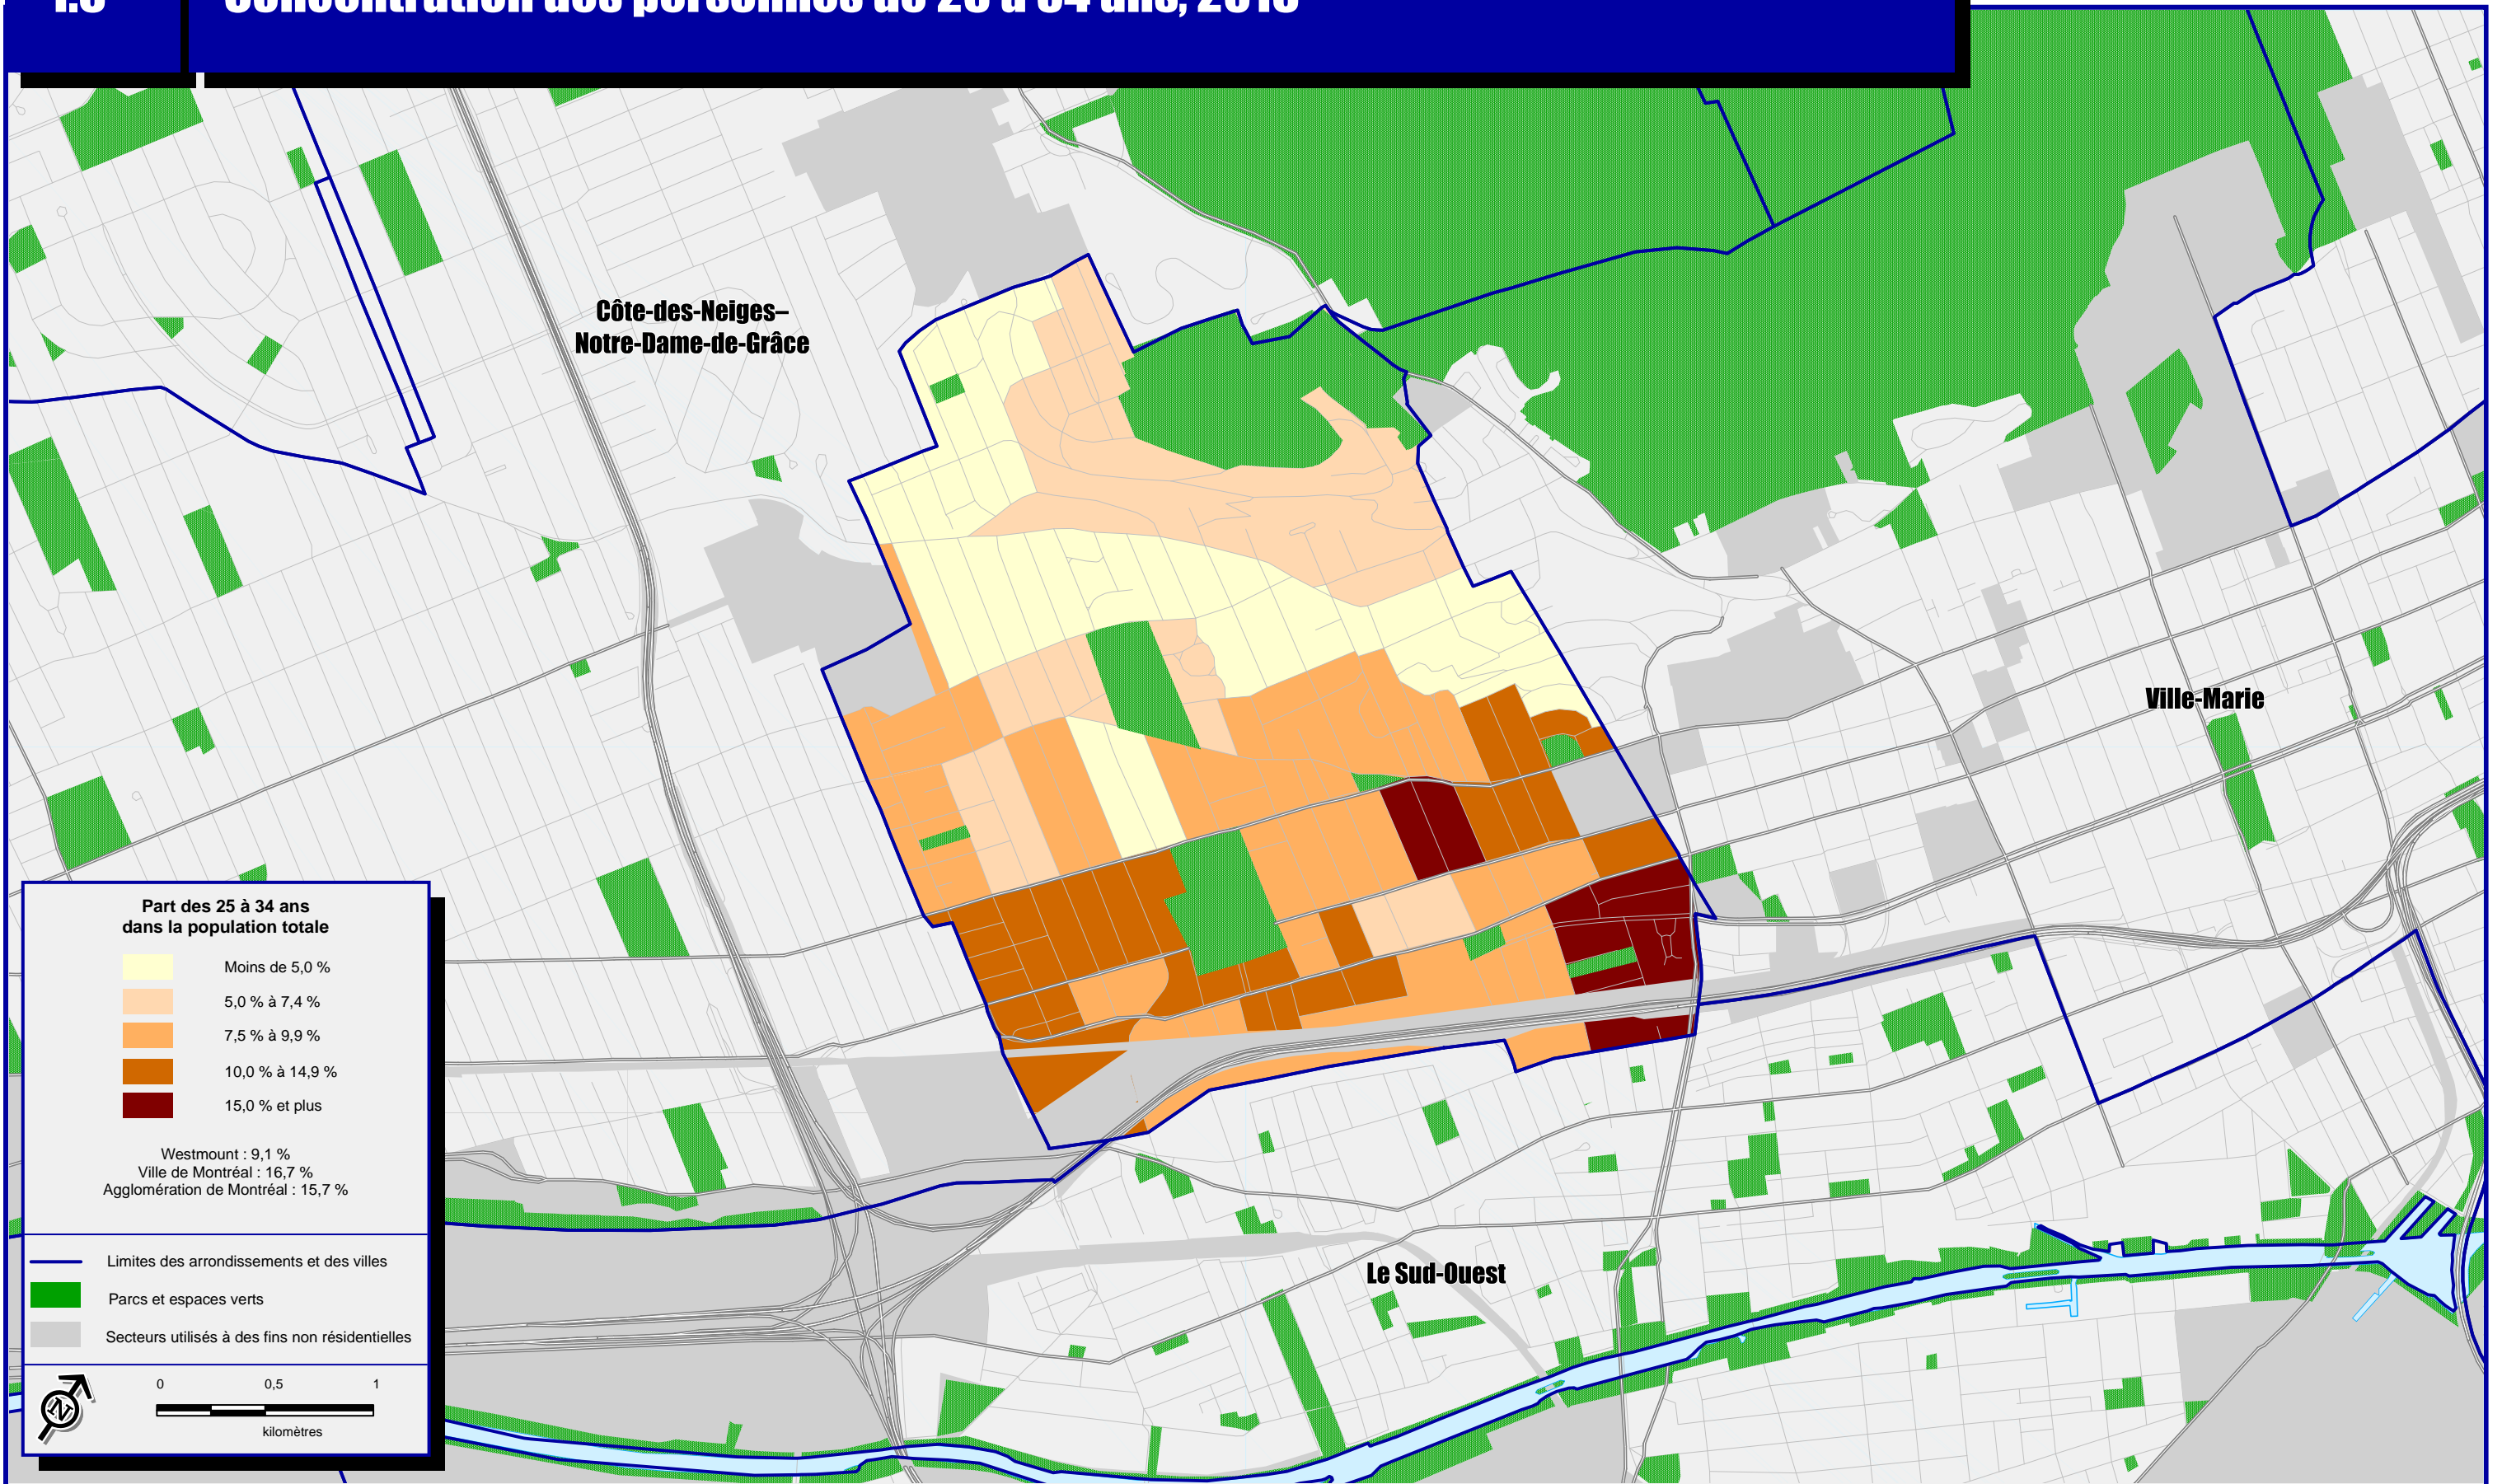 Côte-des-Neiges–
Notre-Dame-de-Grâce
Ville-Marie
Le Sud-Ouest
Part des 25 à 34 ans
dans la population totale
Moins de 5,0 %
5,0 % à 7,4 %
7,5 % à 9,9 %
10,0 % à 14,9 %
15,0 % et plus
Westmount : 9,1 %
Ville de Montréal : 16,7 %
Agglomération de Montréal : 15,7 %
Limites des arrondissements et des villes
Parcs et espaces verts
Secteurs utilisés à des fins non résidentielles
N
0 0,5 1
kilomètres